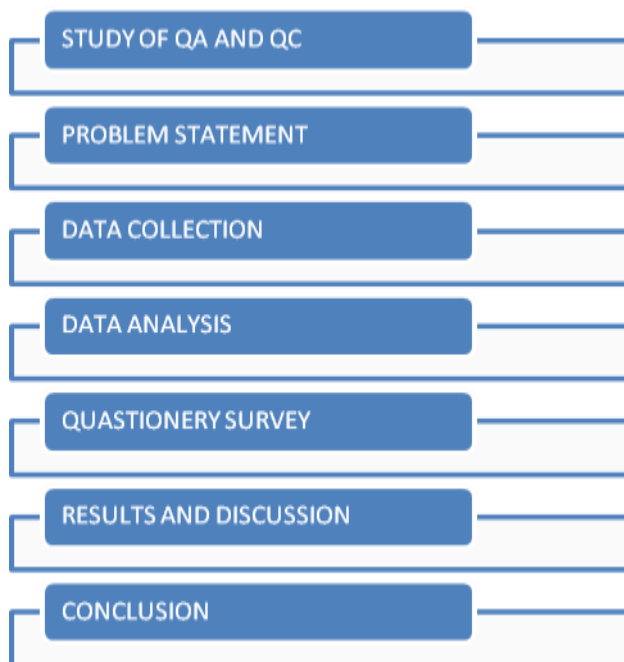 STUDY OF QA AND QC
PROBLEM STATEMENT
DATA COLLECTION
DATA ANALYSIS
QUASTIONERY SURVEY
RESULTS AND DISCUSSION
CONCLUSION